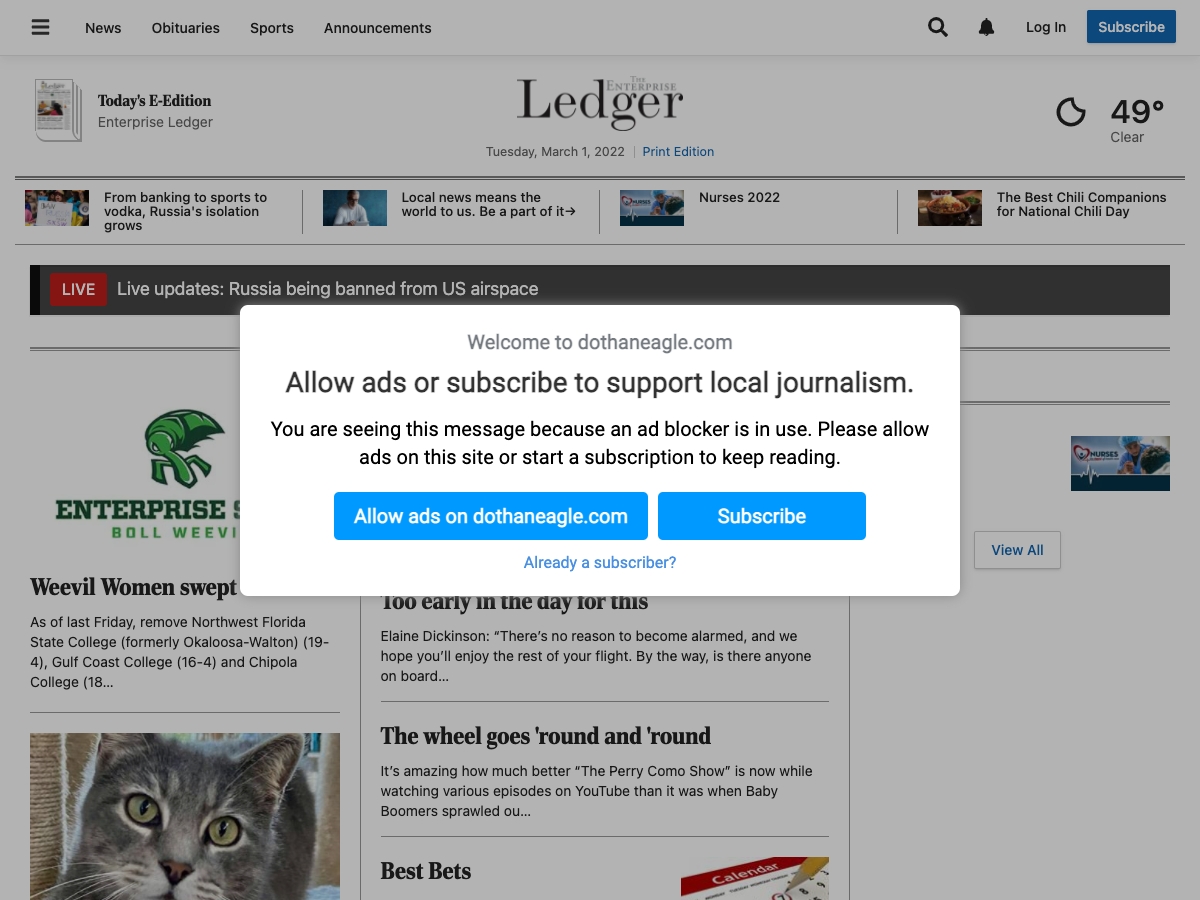 News
Obituaries
Sports
Announcements
Log In
Subscribe
Today's E-Edition
Enterprise Ledger
THE
ENTERPRISE
Ledger
Tuesday, March 1, 2022
Print Edition
49°
Clear
From banking to sports to
vodka, Russia's isolation
grows
Local news means the
world to us. Be a part of it→
Nurses 2022
The Best Chili Companions
for National Chili Day
LIVE
Live updates: Russia being banned from US airspace
Welcome to dothaneagle.com
Allow ads or subscribe to support local journalism.
You are seeing this message because an ad blocker is in use. Please allow
ads on this site or start a subscription to keep reading.
Allow ads on dothaneagle.com
Subscribe
Already a subscriber?
ENTERPRISE
BOLL WEEVI
Weevil Women swept
As of last Friday, remove Northwest Florida
State College (formerly Okaloosa-Walton) (19-
4), Gulf Coast College (16-4) and Chipola
College (18...
Too early in the day for this
Elaine Dickinson: “There’s no reason to become alarmed, and we
hope you’ll enjoy the rest of your flight. By the way, is there anyone
on board...
The wheel goes 'round and 'round
It’s amazing how much better “The Perry Como Show” is now while
watching various episodes on YouTube than it was when Baby
Boomers sprawled ou...
Best Bets
Calendar
NURSES
View All